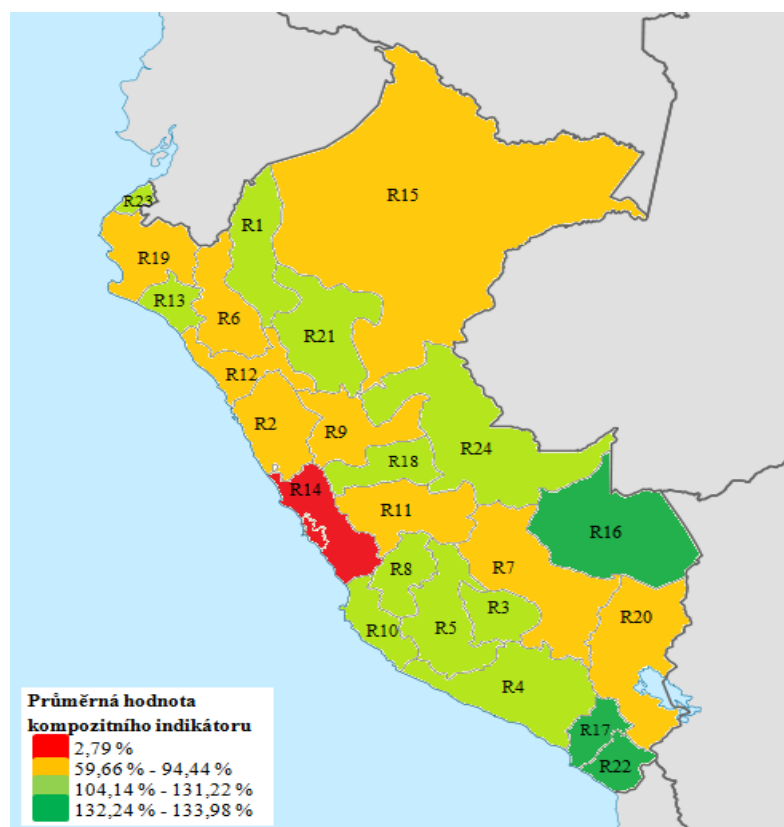 R15
R23
R1
R19
R13
R6
R21
R12
R2
R9
R18
R24
R14
R11
R16
R8
R7
R3
R10
R5
R20
R4
R17
R22
Průměrná hodnota
kompozitního indikátoru
2,79 %
59,66 % - 94,44 %
104,14 % - 131,22 %
132,24 % - 133,98 %